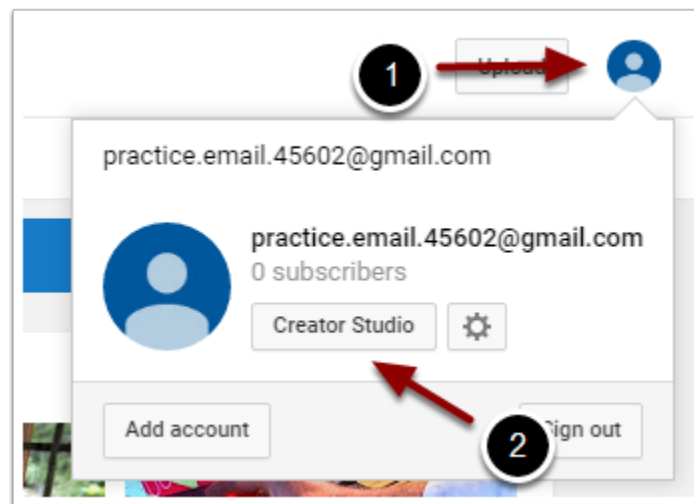 1
Upload
practice.email.45602@gmail.com
practice.email.45602@gmail.com
0 subscribers
Creator Studio
Add account
2
Sign out